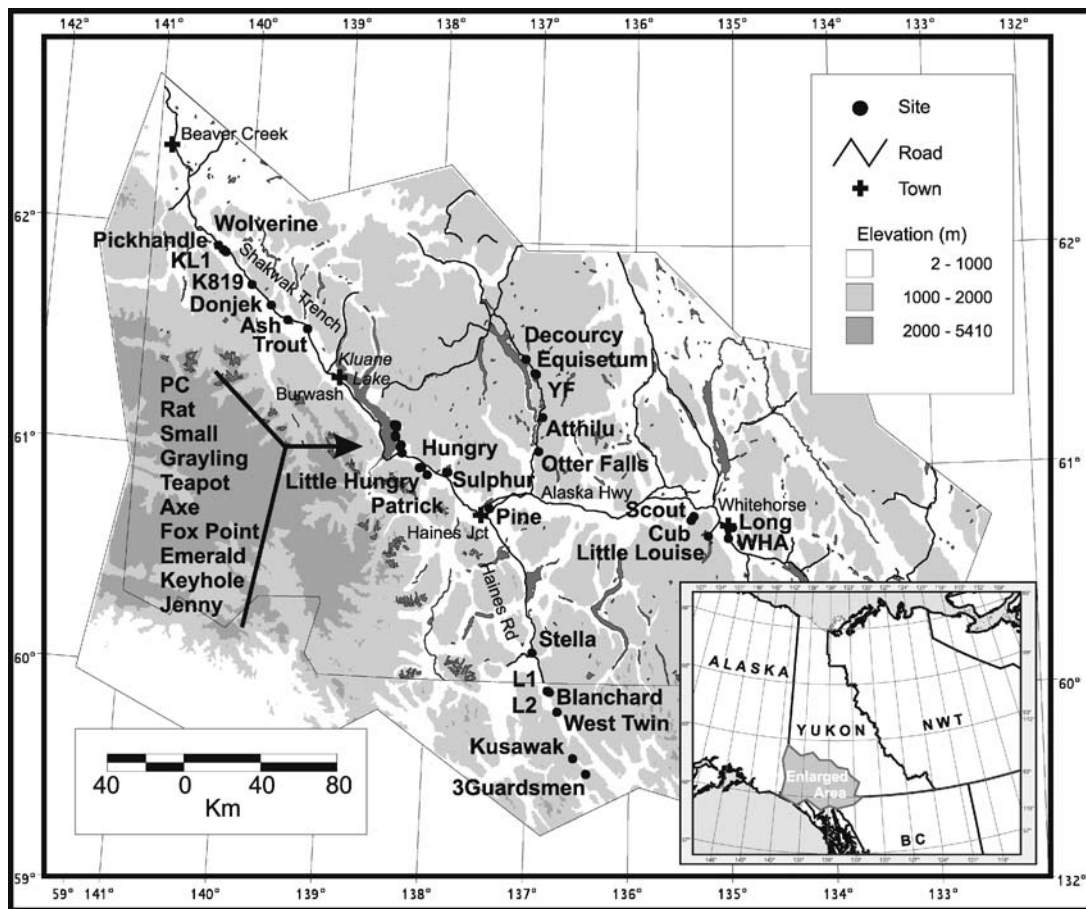 142° 141° 140° 139° 138° 137° 136° 135° 134° 133° 132°
Site
Road
Town
Elevation (m)
2 - 1000
1000 - 2000
2000 - 5410
Beaver Creek
62°
62°
Wolverine
Pickhandle
KL1
Shakwak Trench
K819
Donjek
Ash
Trout
Kluane
Lake
Burwash
Decourcy
Equisetum
YF
Atthilu
Otter Falls
61°
61°
PC
Rat
Small
Grayling
Teapot
Axe
Fox Point
Emerald
Keyhole
Jenny
Hungry
Little Hungry
Sulphur
Patrick
Alaska Hwy
Pine
Haines Jct
Haines Rd
Whitehorse
Scout
Long
Cub
WHA
Little Louise
60°
60°
Stella
L1
Blanchard
L2
West Twin
Kusawak
3Guardsmen
40 0 40 80
Km
ALASKA
YUKON
NWT
Enlarged
Area
BC
59°
132°
59° 141° 140° 139° 138° 137° 136° 135° 134° 133°